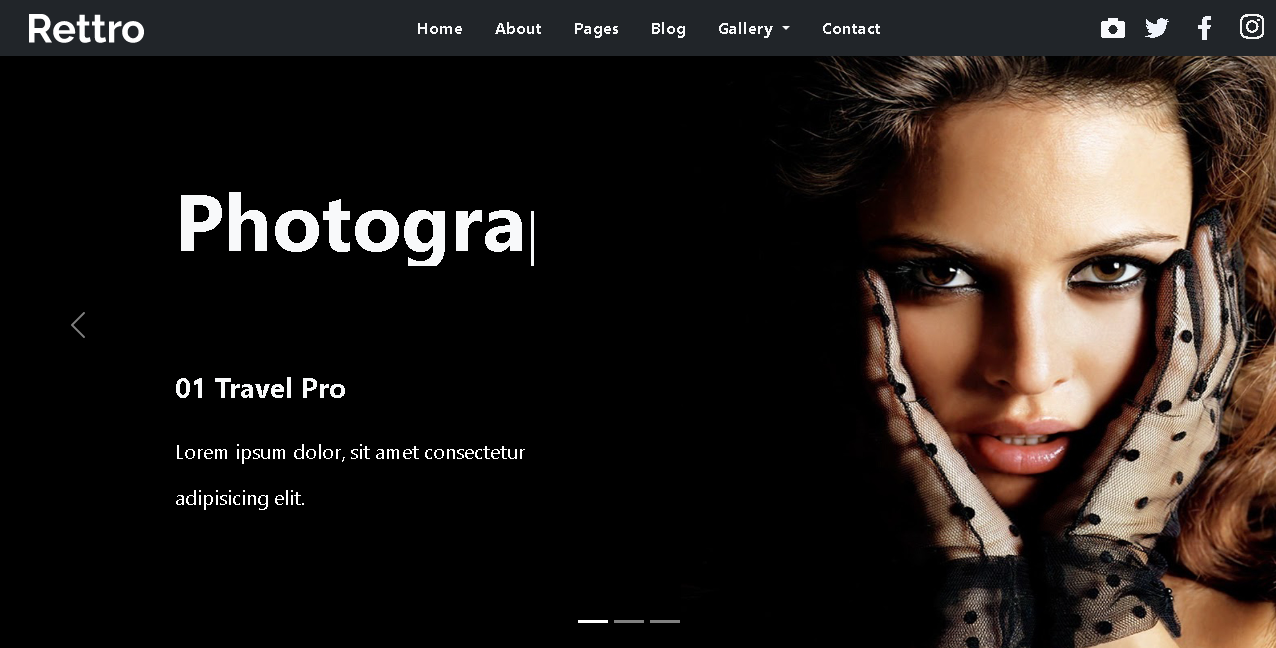 Rettro
Home About Pages Blog Gallery Contact
Photogra
01 Travel Pro
Lorem ipsum dolor, sit amet consectetur
adipisicing elit.